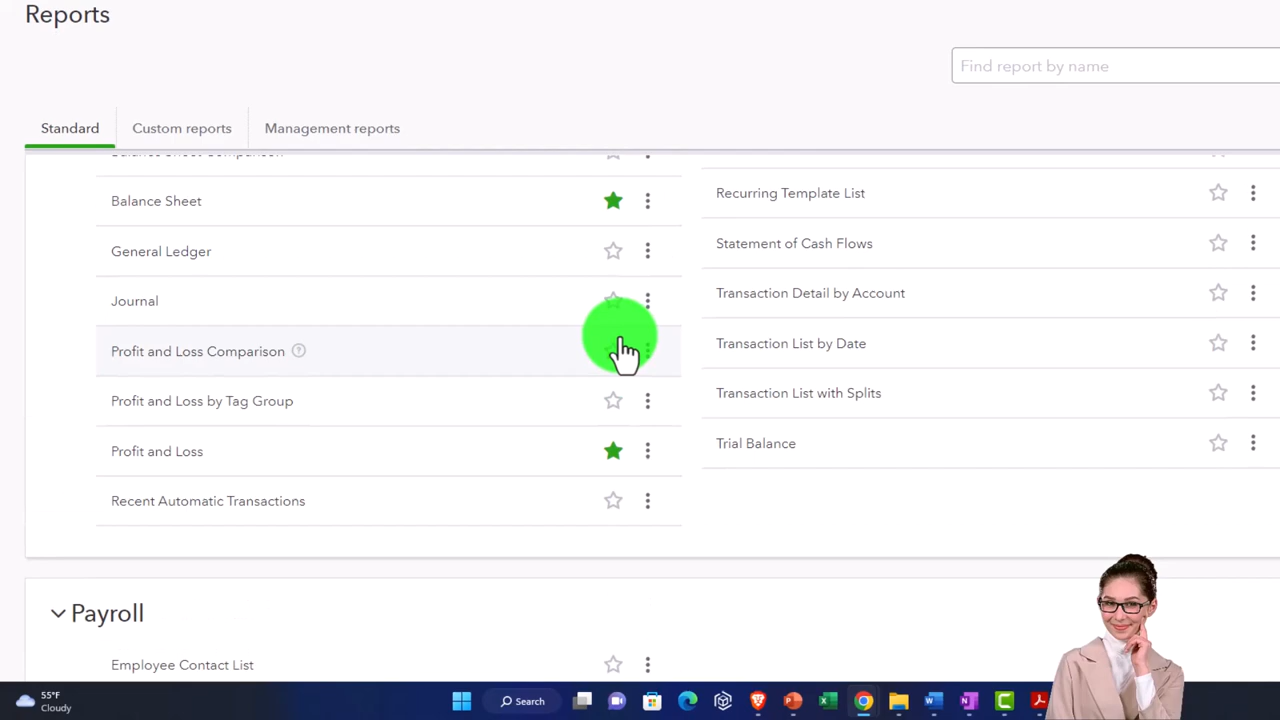 Reports
Find report by name
Standard
Custom reports
Management reports
Balance Sheet Comparison
Balance Sheet
General Ledger
Journal
Profit and Loss Comparison
Profit and Loss by Tag Group
Profit and Loss
Recent Automatic Transactions
Recurring Template List
Statement of Cash Flows
Transaction Detail by Account
Transaction List by Date
Transaction List with Splits
Trial Balance
Payroll
Employee Contact List
55°F
Cloudy
Search